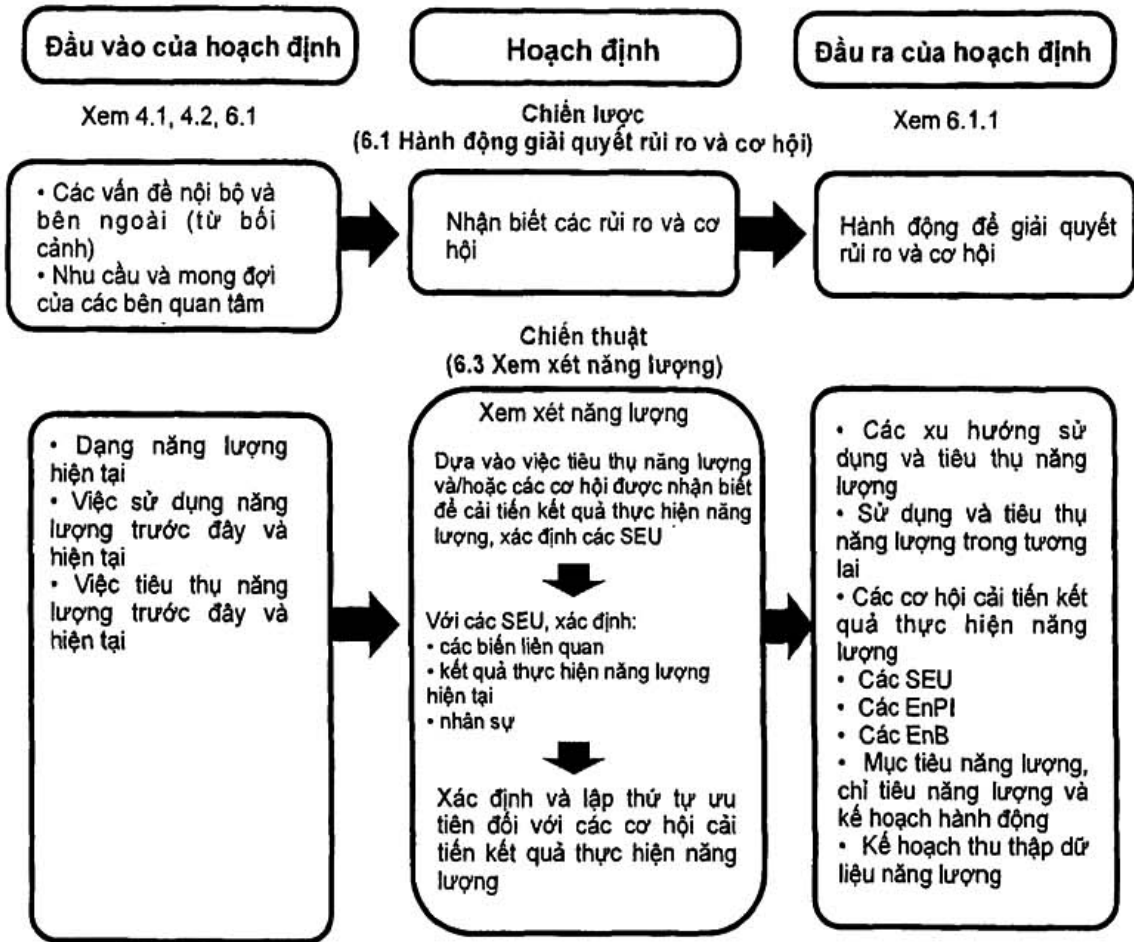 Đầu vào của hoạch định
Hoạch định
Đầu ra của hoạch định
Xem 4.1, 4.2, 6.1
Chiến lược
(6.1 Hành động giải quyết rủi ro và cơ hội)
Xem 6.1.1
• Các vấn đề nội bộ và
bên ngoài (từ bối
cảnh)
• Nhu cầu và mong đợi
của các bên quan tâm
Nhận biết các rủi ro và cơ
hội
Hành động để giải quyết
rủi ro và cơ hội
Chiến thuật
(6.3 Xem xét năng lượng)
• Dạng năng lượng
hiện tại
• Việc sử dụng năng
lượng trước đây và
hiện tại
• Việc tiêu thụ năng
lượng trước đây và
hiện tại
Xem xét năng lượng
Dựa vào việc tiêu thụ năng lượng
và/hoặc các cơ hội được nhận biết
để cải tiến kết quả thực hiện năng
lượng, xác định các SEU
Với các SEU, xác định:
• các biến liên quan
• kết quả thực hiện năng lượng
hiện tại
• nhân sự
Xác định và lập thứ tự ưu
tiên đối với các cơ hội cải
tiến kết quả thực hiện năng
lượng
• Các xu hướng sử
dụng và tiêu thụ năng
lượng
• Sử dụng và tiêu thụ
năng lượng trong tương
lai
• Các cơ hội cải tiến kết
quả thực hiện năng
lượng
• Các SEU
• Các EnPI
• Các EnB
• Mục tiêu năng lượng,
chỉ tiêu năng lượng và
kế hoạch hành động
• Kế hoạch thu thập dữ
liệu năng lượng